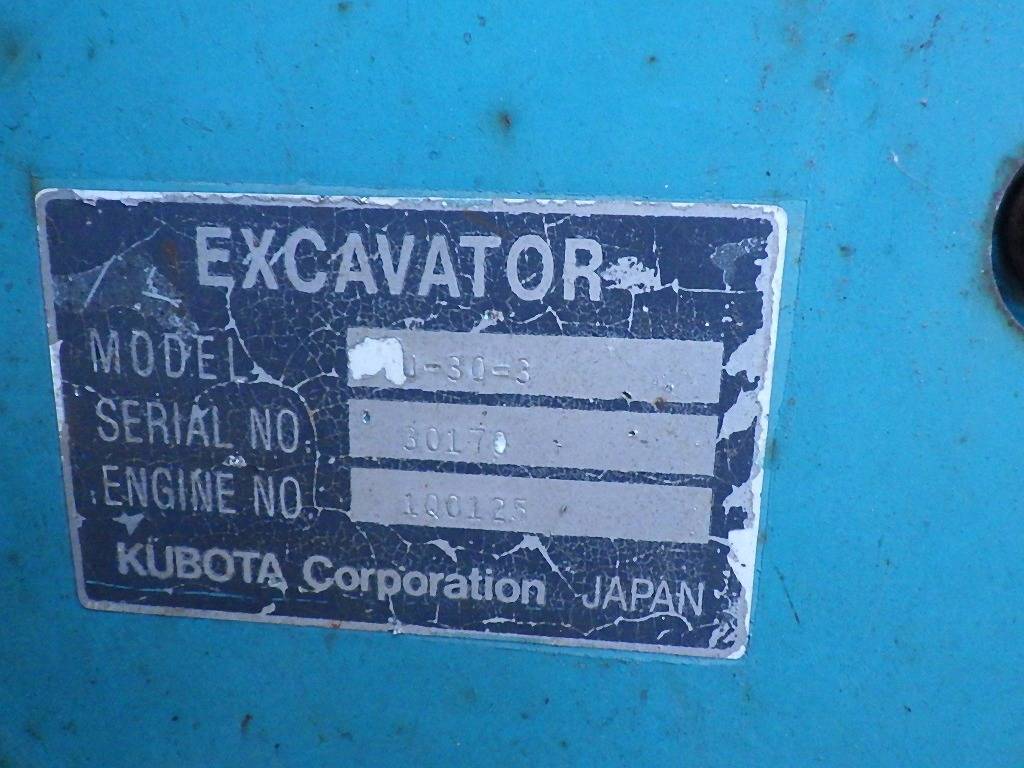 EXCAVATOR
MODEL U-30-3
SERIAL NO. 30170
ENGINE NO. 1Q0125
KUBOTA Corporation JAPAN